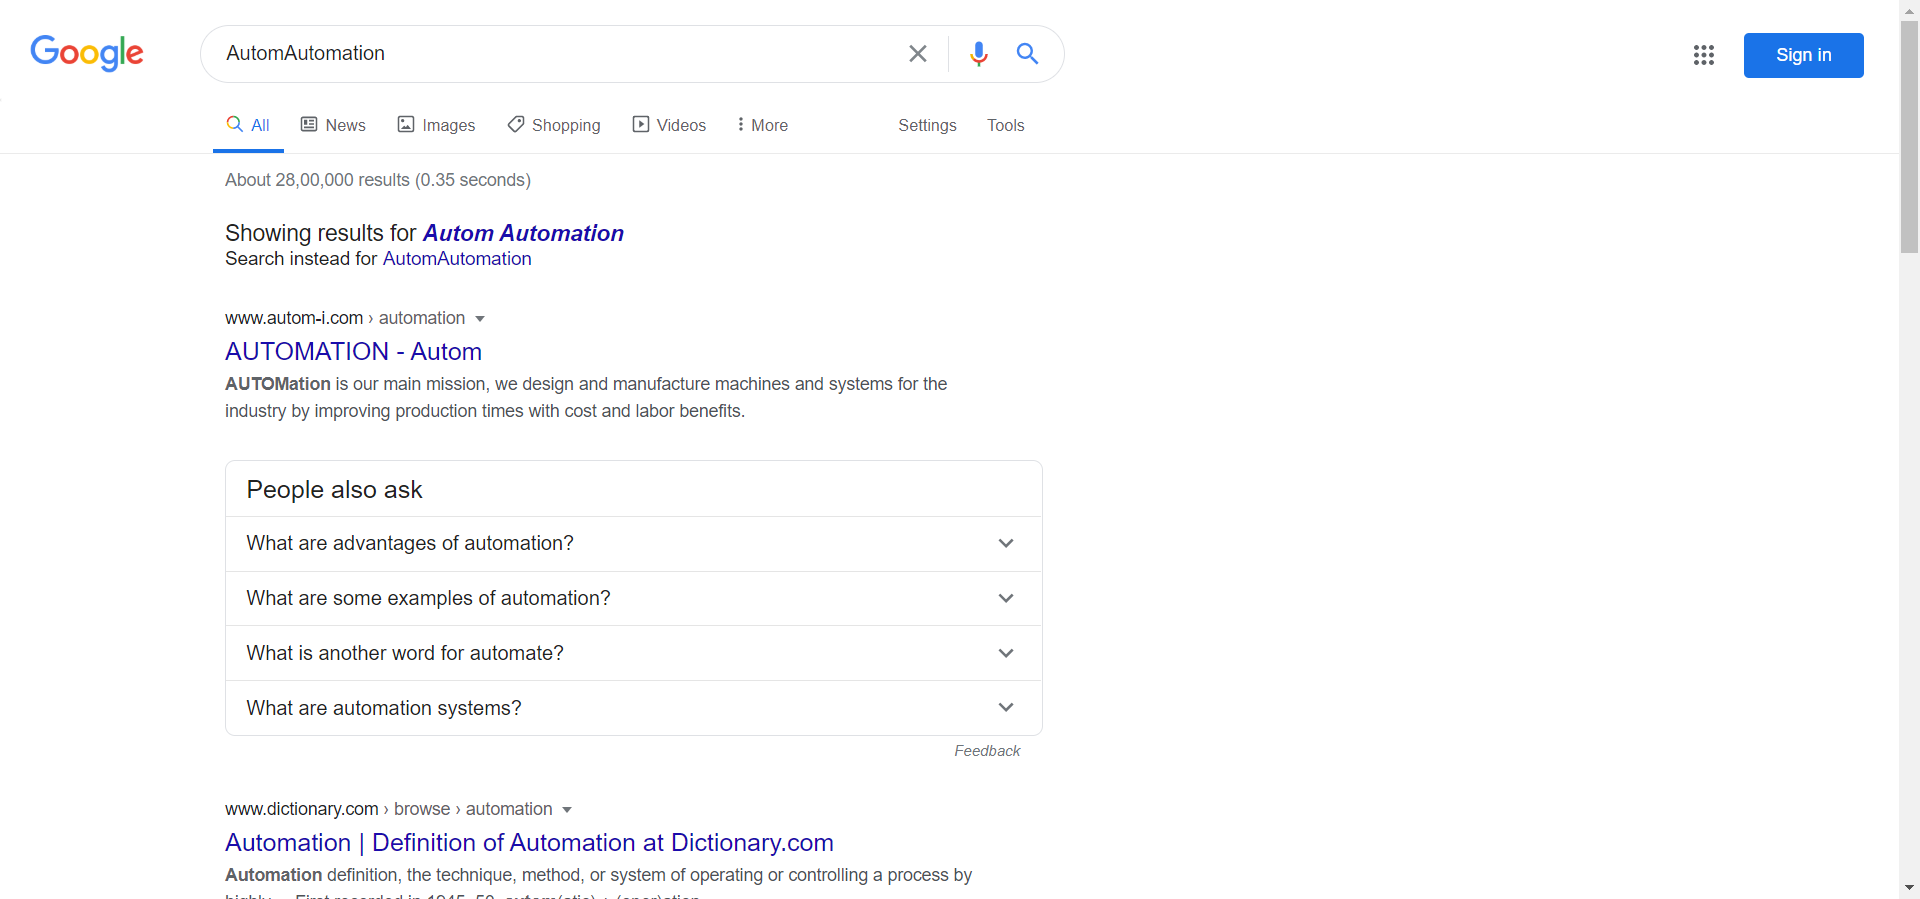 Google
AutomAutomation
Sign in
All News Images Shopping Videos More Settings Tools
About 28,00,000 results (0.35 seconds)
Showing results for Autom Automation
Search instead for AutomAutomation
www.autom-i.com › automation
AUTOMATION - Autom
AUTOMation is our main mission, we design and manufacture machines and systems for the
industry by improving production times with cost and labor benefits.
People also ask
What are advantages of automation?
What are some examples of automation?
What is another word for automate?
What are automation systems?
Feedback
www.dictionary.com › browse › automation
Automation | Definition of Automation at Dictionary.com
Automation definition, the technique, method, or system of operating or controlling a process by